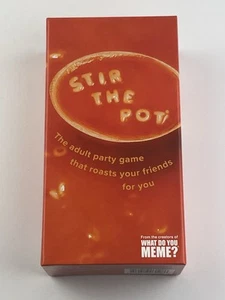 STIR
THE
POT
The adult party game
that roasts your friends
for you
From the creators of
WHAT DO YOU
MEME?